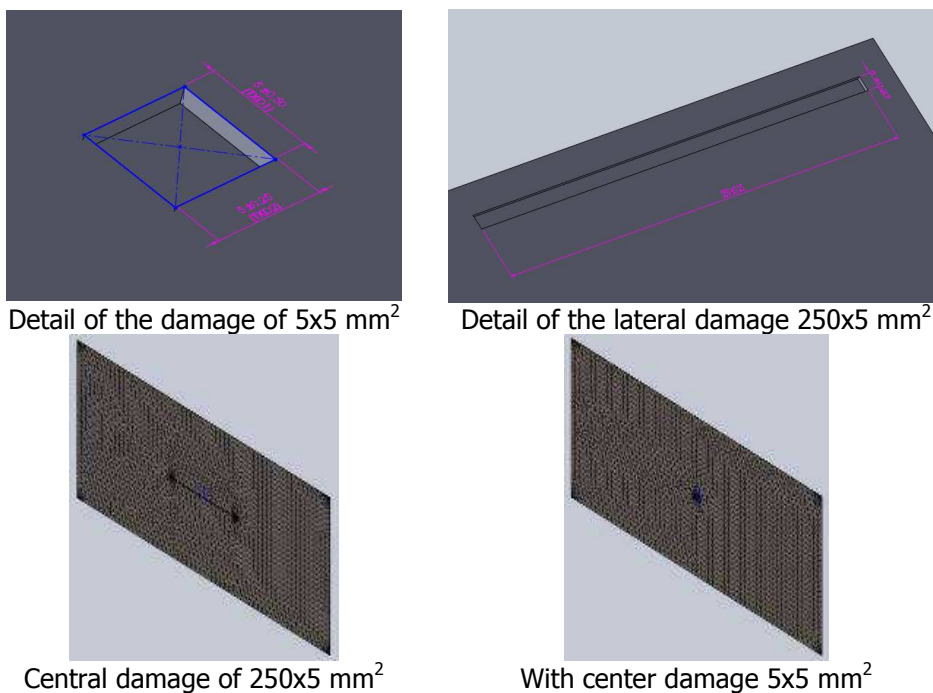 Detail of the damage of 5x5 mm²
Detail of the lateral damage 250x5 mm²
Central damage of 250x5 mm²
With center damage 5x5 mm²